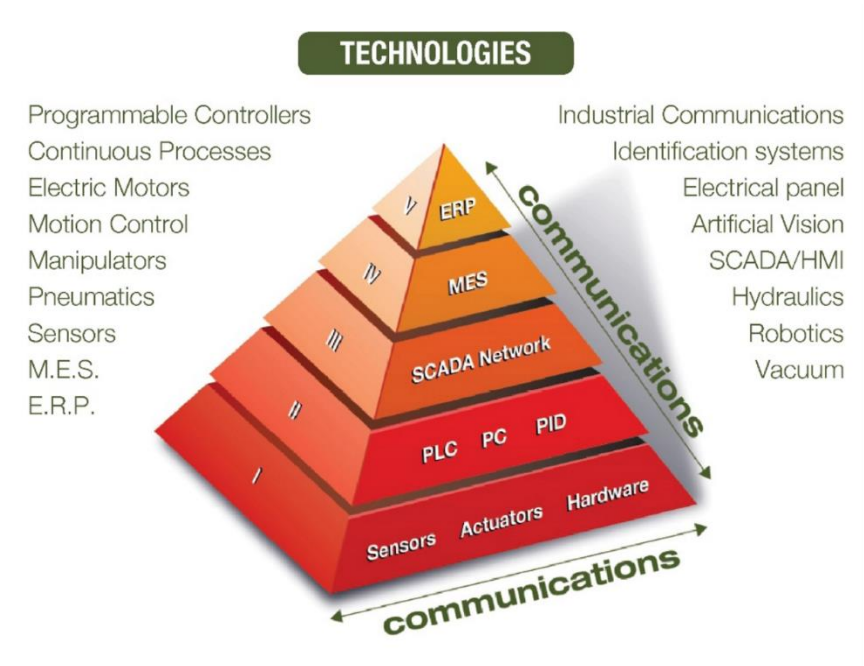 TECHNOLOGIES
Programmable Controllers
Continuous Processes
Electric Motors
Motion Control
Manipulators
Pneumatics
Sensors
M.E.S.
E.R.P.
Industrial Communications
Identification systems
Electrical panel
Artificial Vision
SCADA/HMI
Hydraulics
Robotics
Vacuum
V ERP
IV MES
III SCADA Network
II PLC PC PID
I Sensors Actuators Hardware
communications
communications